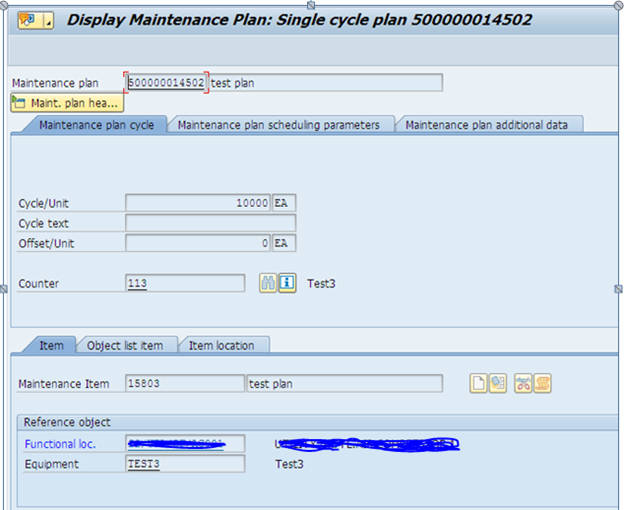 Display Maintenance Plan: Single cycle plan 500000014502
Maintenance plan 500000014502 test plan
Maint. plan hea...
Maintenance plan cycle Maintenance plan scheduling parameters Maintenance plan additional data
Cycle/Unit 10000 EA
Cycle text
Offset/Unit 0 EA
Counter 113 Test3
Item Object list item Item location
Maintenance Item 15803 test plan
Reference object
Functional loc.
Equipment TEST3 Test3